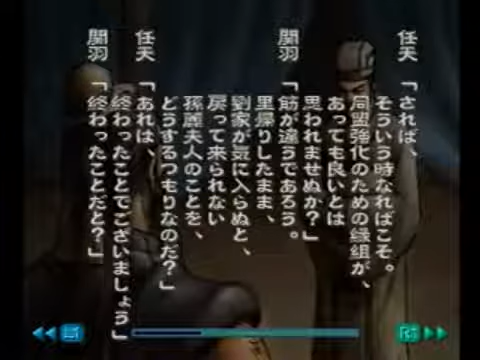 任天「されば、
そういう時なればこそ。
同盟強化のための縁組が、
あっても良いとは
思われませぬか?」
関羽「筋が違うであろう。
里帰りしたまま、
劉家が気に入らぬと、
戻って来られない
孫麗夫人のことを、
どうするつもりなのだ?」
任天「あれは、
終わったことでございましょう」
関羽「終わったことだと?」
L1
R1